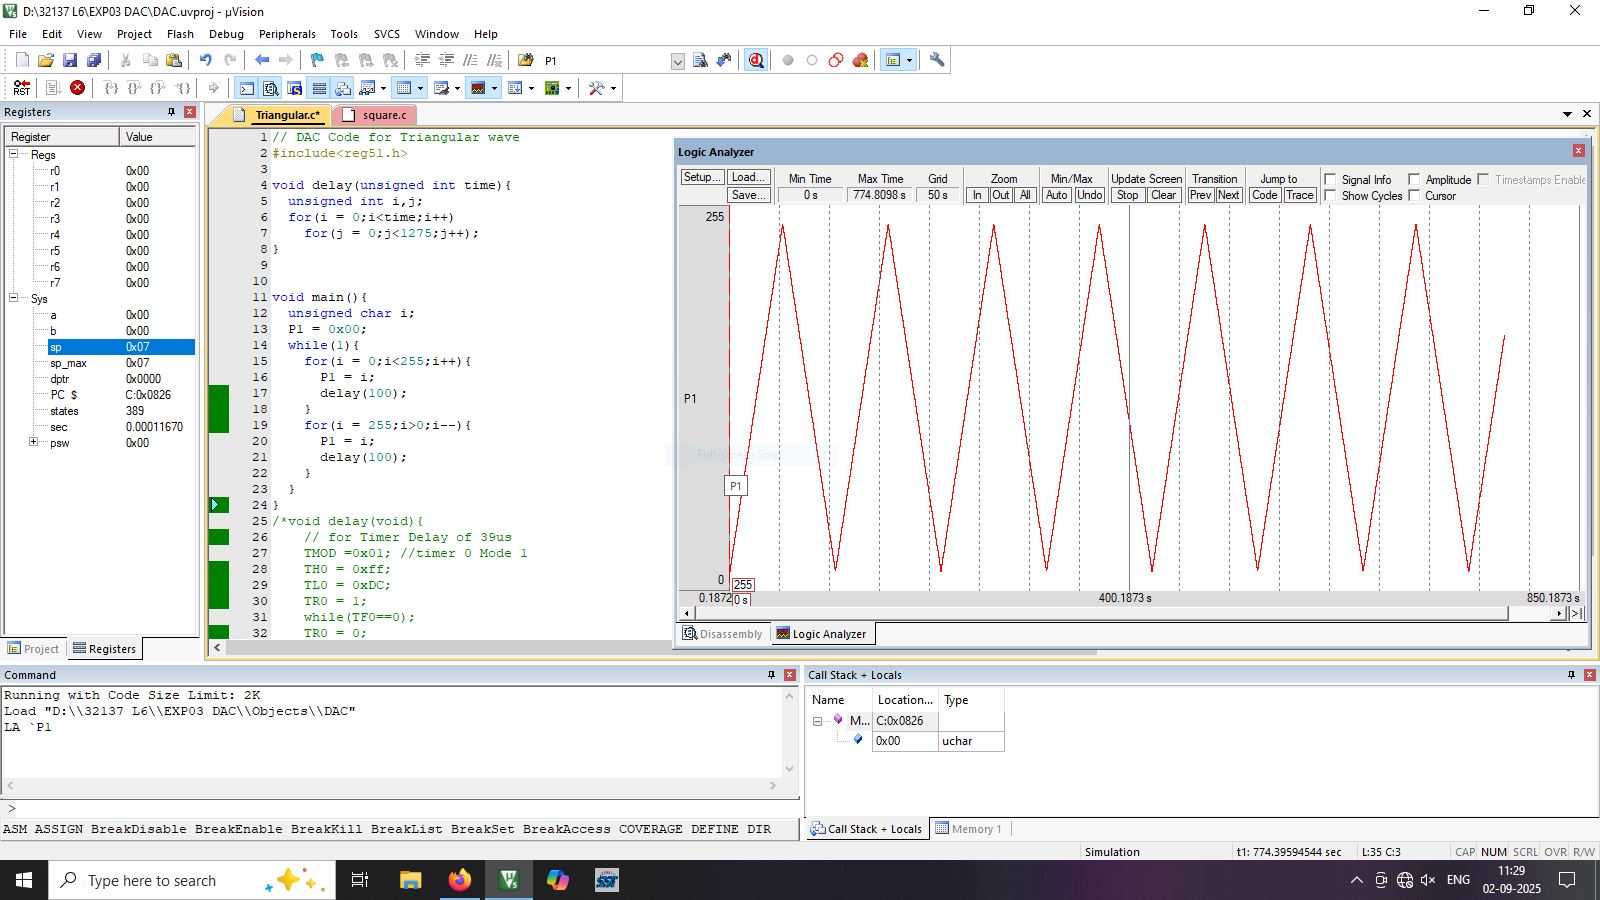 D:\32137 L6\EXP03 DAC\DAC.uvproj - µVision
File Edit View Project Flash Debug Peripherals Tools SVCS Window Help
P1
RST
Registers
Register Value
Regs
r0 0x00
r1 0x00
r2 0x00
r3 0x00
r4 0x00
r5 0x00
r6 0x00
r7 0x00
Sys
a 0x00
b 0x00
sp 0x07
sp_max 0x07
dptr 0x0000
PC $ C:0x0826
states 389
sec 0.00011670
psw 0x00
Project Registers
Triangular.c* square.c
1 // DAC Code for Triangular wave
2 #include<reg51.h>
3
4 void delay(unsigned int time){
5 unsigned int i,j;
6 for(i = 0;i<time;i++)
7 for(j = 0;j<1275;j++);
8 }
9
10
11 void main(){
12 unsigned char i;
13 P1 = 0x00;
14 while(1){
15 for(i = 0;i<255;i++){
16 P1 = i;
17 delay(100);
18 }
19 for(i = 255;i>0;i--){
20 P1 = i;
21 delay(100);
22 }
23 }
24 }
25 /*void delay(void){
26 // for Timer Delay of 39us
27 TMOD =0x01; //timer 0 Mode 1
28 TH0 = 0xff;
29 TL0 = 0xDC;
30 TR0 = 1;
31 while(TF0==0);
32 TR0 = 0;
Logic Analyzer
Setup... Load... Min Time Max Time Grid Zoom Min/Max Update Screen Transition Jump to Signal Info Amplitude Timestamps Enable
Save... 0 s 774.8098 s 50 s In Out All Auto Undo Stop Clear Prev Next Code Trace Show Cycles Cursor
255
P1
Full-screen Snip
P1
0
255
0.1872 0 s 400.1873 s 850.1873 s
Disassembly Logic Analyzer
Command
Running with Code Size Limit: 2K
Load "D:\\32137 L6\\EXP03 DAC\\Objects\\DAC"
LA `P1
>
ASM ASSIGN BreakDisable BreakEnable BreakKill BreakList BreakSet BreakAccess COVERAGE DEFINE DIR
Call Stack + Locals
Name Location... Type
M... C:0x0826
0x00 uchar
Call Stack + Locals Memory 1
Simulation t1: 774.39594544 sec L:35 C:3 CAP NUM SCRL OVR R/W
Type here to search
ENG
11:29
02-09-2025